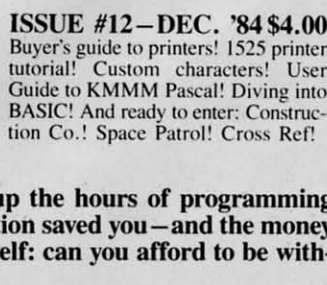 ISSUE #12—DEC. '84 $4.00
Buyer's guide to printers! 1525 printer
tutorial! Custom characters! User
Guide to KMMM Pascal! Diving into
BASIC! And ready to enter: Construc-
tion Co.! Space Patrol! Cross Ref!
up the hours of programming
tion saved you—and the money
elf: can you afford to be with-